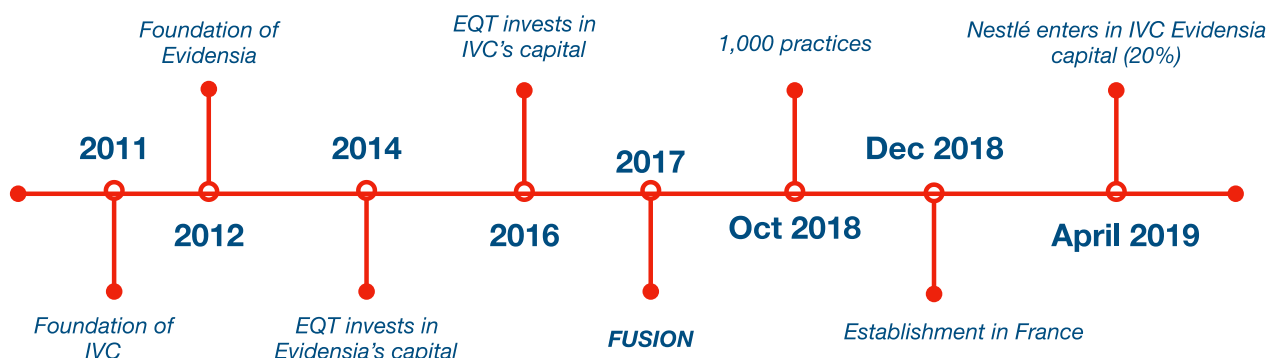 Foundation of
Evidensia
EQT invests in
IVC's capital
1,000 practices
Nestlé enters in IVC Evidensia
capital (20%)
2011
2014
2017
Dec 2018
2012
2016
Oct 2018
April 2019
Foundation of
IVC
EQT invests in
Evidensia's capital
FUSION
Establishment in France